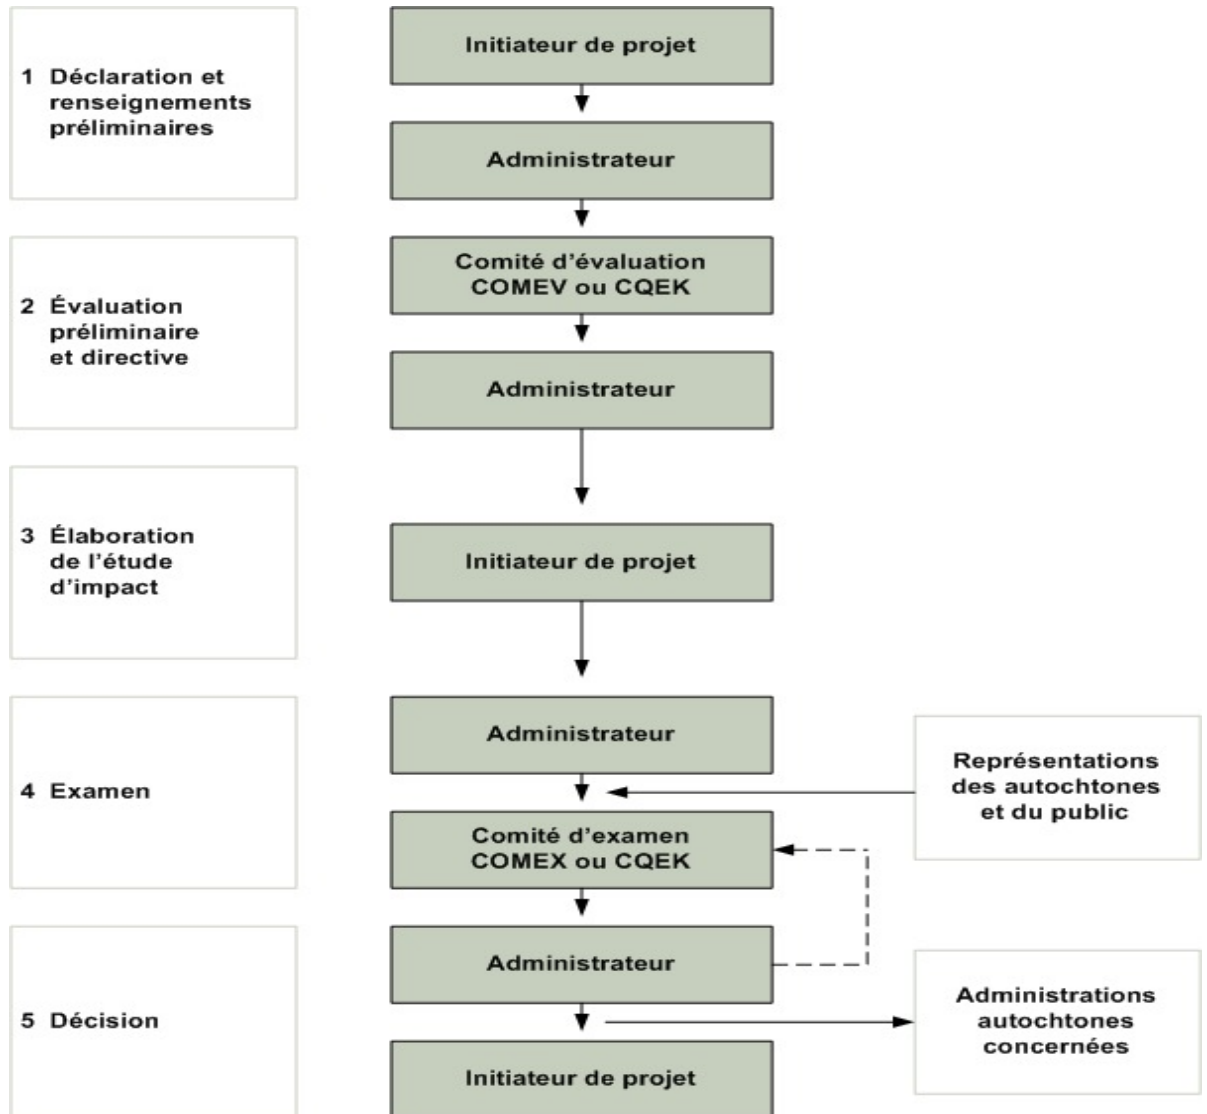 1 Déclaration et
renseignements
préliminaires
Initiateur de projet
Administrateur
2 Évaluation
préliminaire
et directive
Comité d'évaluation
COMEV ou CQEK
Administrateur
3 Élaboration
de l'étude
d'impact
Initiateur de projet
4 Examen
Administrateur
Représentations
des autochtones
et du public
Comité d'examen
COMEX ou CQEK
5 Décision
Administrateur
Administrations
autochtones
concernées
Initiateur de projet